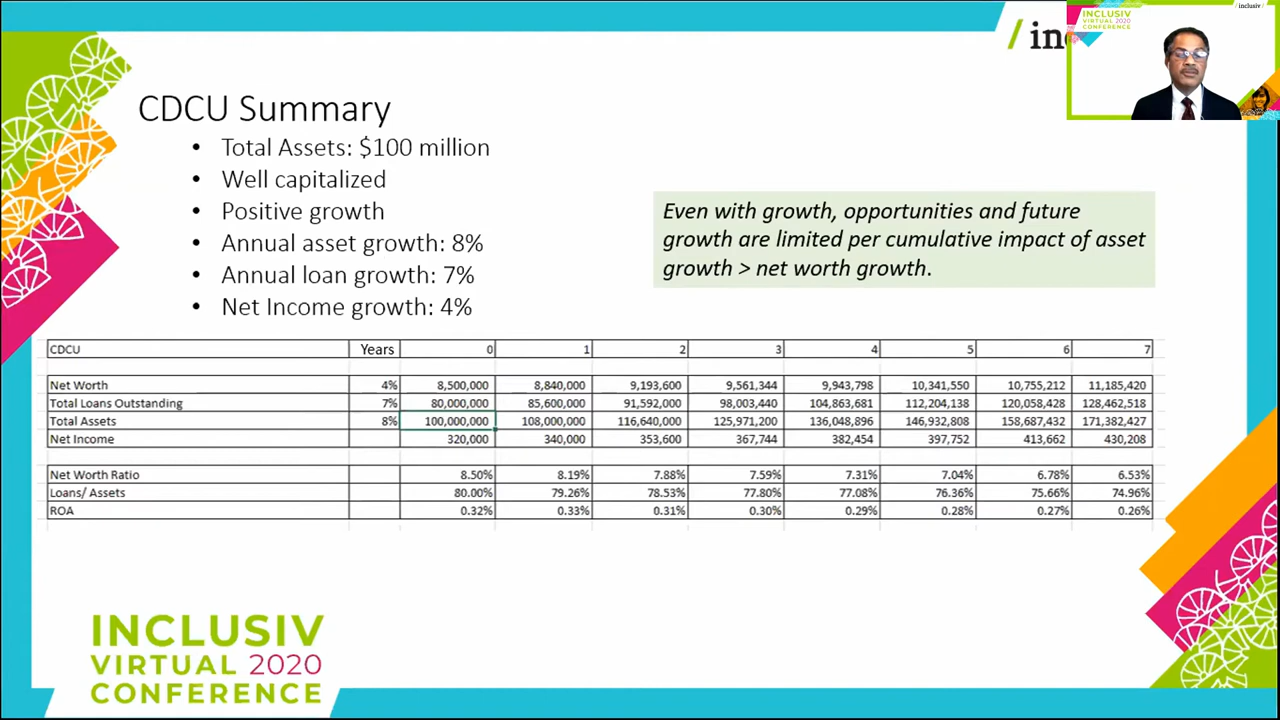 / inclusiv /
INCLUSIV
VIRTUAL 2020
CONFERENCE
/ in
CDCU Summary
• Total Assets: $100 million
• Well capitalized
• Positive growth
• Annual asset growth: 8%
• Annual loan growth: 7%
• Net Income growth: 4%
Even with growth, opportunities and future
growth are limited per cumulative impact of asset
growth > net worth growth.
CDCU Years 0 1 2 3 4 5 6 7
Net Worth 4% 8,500,000 8,840,000 9,193,600 9,561,344 9,943,798 10,341,550 10,755,212 11,185,420
Total Loans Outstanding 7% 80,000,000 85,600,000 91,592,000 98,003,440 104,863,681 112,204,138 120,058,428 128,462,518
Total Assets 8% 100,000,000 108,000,000 116,640,000 125,971,200 136,048,896 146,932,808 158,687,432 171,382,427
Net Income 320,000 340,000 353,600 367,744 382,454 397,752 413,662 430,208
Net Worth Ratio 8.50% 8.19% 7.88% 7.59% 7.31% 7.04% 6.78% 6.53%
Loans/ Assets 80.00% 79.26% 78.53% 77.80% 77.08% 76.36% 75.66% 74.96%
ROA 0.32% 0.33% 0.31% 0.30% 0.29% 0.28% 0.27% 0.26%
INCLUSIV
VIRTUAL 2020
CONFERENCE